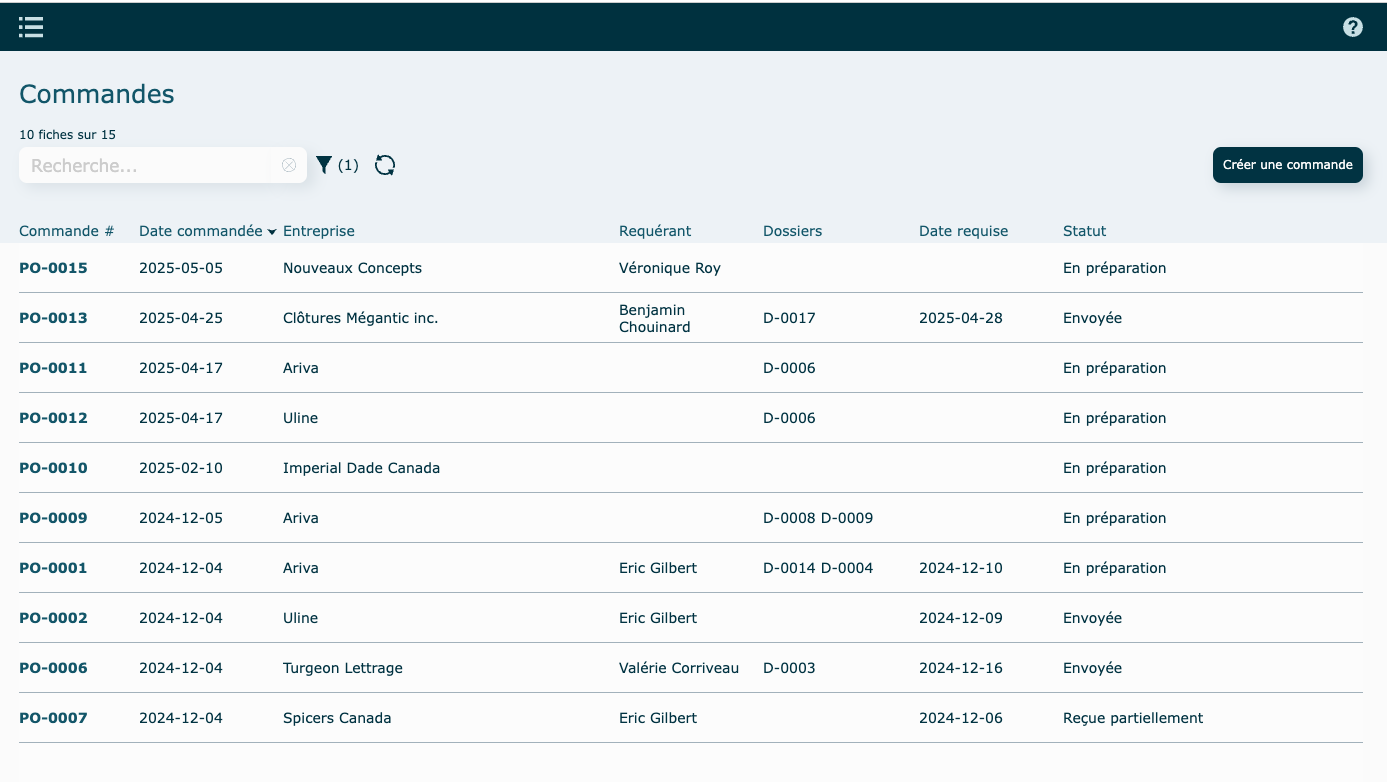 Commandes
10 fiches sur 15
Recherche...
(1)
Créer une commande
Commande # Date commandée Entreprise Requérant Dossiers Date requise Statut
PO-0015 2025-05-05 Nouveaux Concepts Véronique Roy En préparation
PO-0013 2025-04-25 Clôtures Mégantic inc. Benjamin Chouinard D-0017 2025-04-28 Envoyée
PO-0011 2025-04-17 Ariva D-0006 En préparation
PO-0012 2025-04-17 Uline D-0006 En préparation
PO-0010 2025-02-10 Imperial Dade Canada En préparation
PO-0009 2024-12-05 Ariva D-0008 D-0009 En préparation
PO-0001 2024-12-04 Ariva Eric Gilbert D-0014 D-0004 2024-12-10 En préparation
PO-0002 2024-12-04 Uline Eric Gilbert 2024-12-09 Envoyée
PO-0006 2024-12-04 Turgeon Lettrage Valérie Corriveau D-0003 2024-12-16 Envoyée
PO-0007 2024-12-04 Spicers Canada Eric Gilbert 2024-12-06 Reçue partiellement